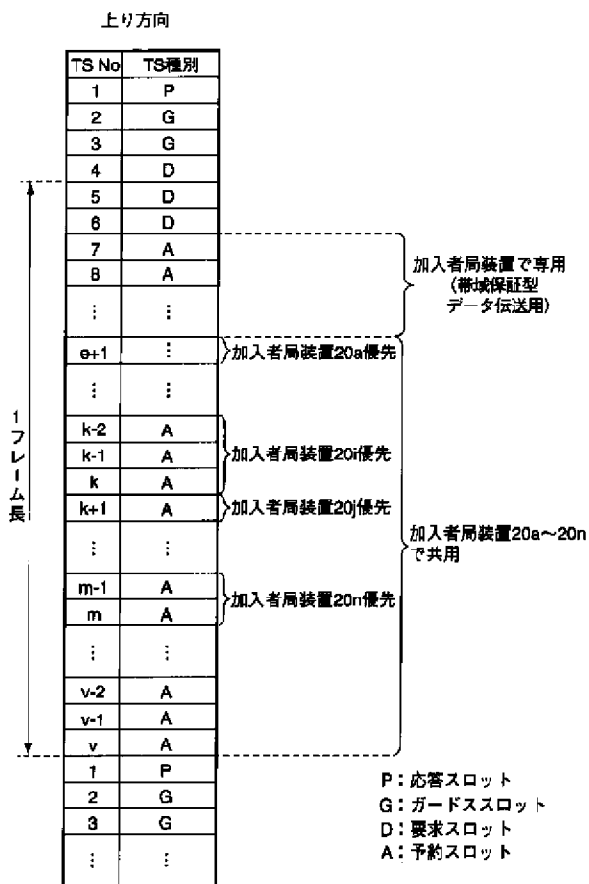 上り方向
TS No TS種別
1 P
2 G
3 G
4 D
5 D
6 D
7 A
8 A
⋮ ⋮
e+1 ⋮
⋮ ⋮
k-2 A
k-1 A
k A
k+1 A
⋮ ⋮
m-1 A
m A
⋮ ⋮
v-2 A
v-1 A
v A
1 P
2 G
3 G
⋮ ⋮
1フレーム長
加入者局装置で専用
(帯域保証型
データ伝送用)
加入者局装置20a優先
加入者局装置20i優先
加入者局装置20j優先
加入者局装置20n優先
加入者局装置20a~20n
で共用
P:応答スロット
G:ガードススロット
D:要求スロット
A:予約スロット